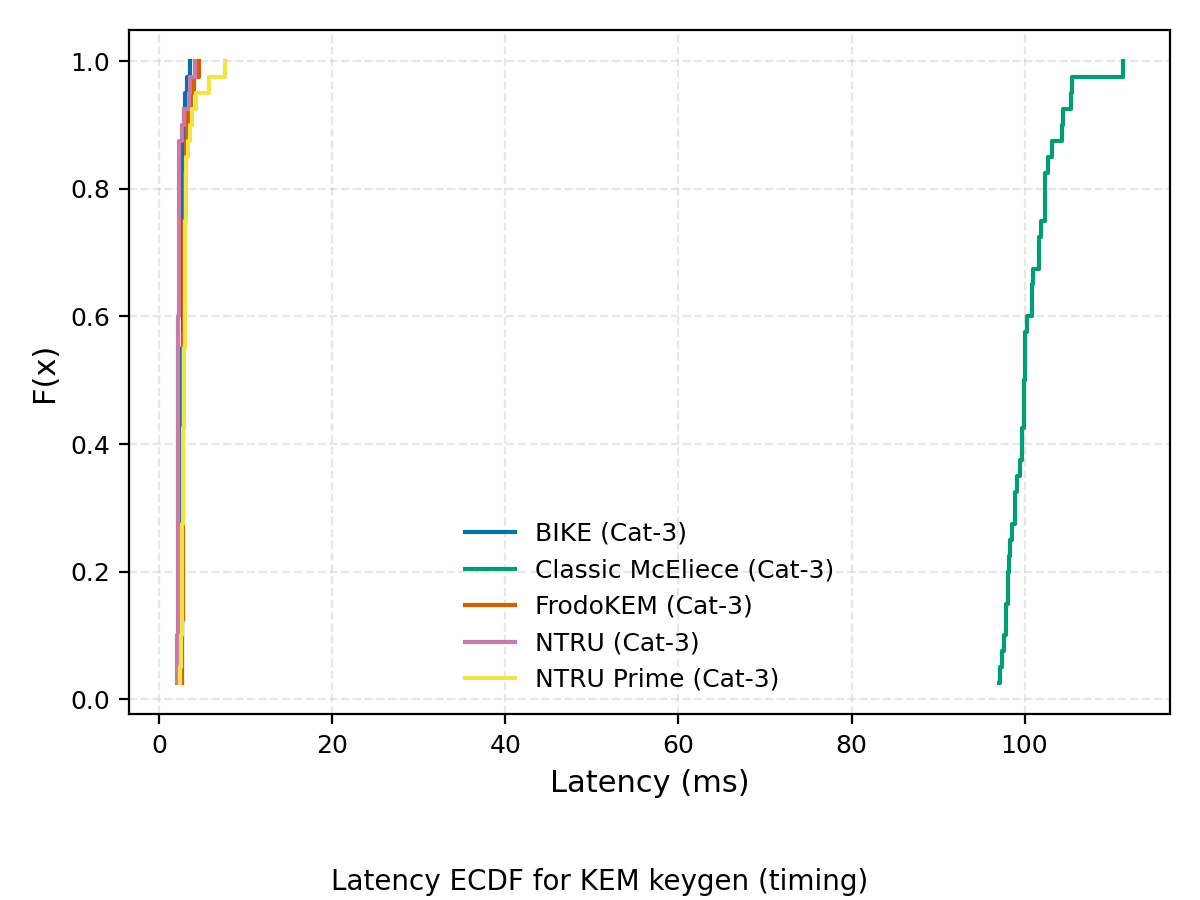 1.0
0.8
0.6
0.4
0.2
0.0
F(x)
BIKE (Cat-3)
Classic McEliece (Cat-3)
FrodoKEM (Cat-3)
NTRU (Cat-3)
NTRU Prime (Cat-3)
0 20 40 60 80 100
Latency (ms)
Latency ECDF for KEM keygen (timing)